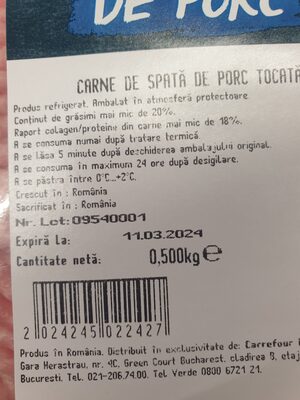 DE PORC
CARNE DE SPATĂ DE PORC TOCATĂ
Produs refrigerat. Ambalat în atmosferă protectoare.
Conținut de grăsimi mai mic de 20%.
Raport colagen/proteine din carne mai mic de 18%.
A se consuma numai după tratare termică.
A se lăsa 5 minute după deschiderea ambalajului original.
A se consuma în maximum 24 ore după desigilare.
A se păstra între 0°C...+2°C.
Crescut în : România
Sacrificat în : România
Nr. Lot: 09540001
Expiră La: 11.03.2024
Cantitate netă: 0,500kg e
2 024245 022427
Produs în România. Distribuit în exclusivitate de: Carrefour
Gara Herastrau, nr. 4C, Green Court Bucharest, cladirea B, etaj
Bucuresti. Tel. 021-206.74.00. Tel Verde 0800 6721 21.